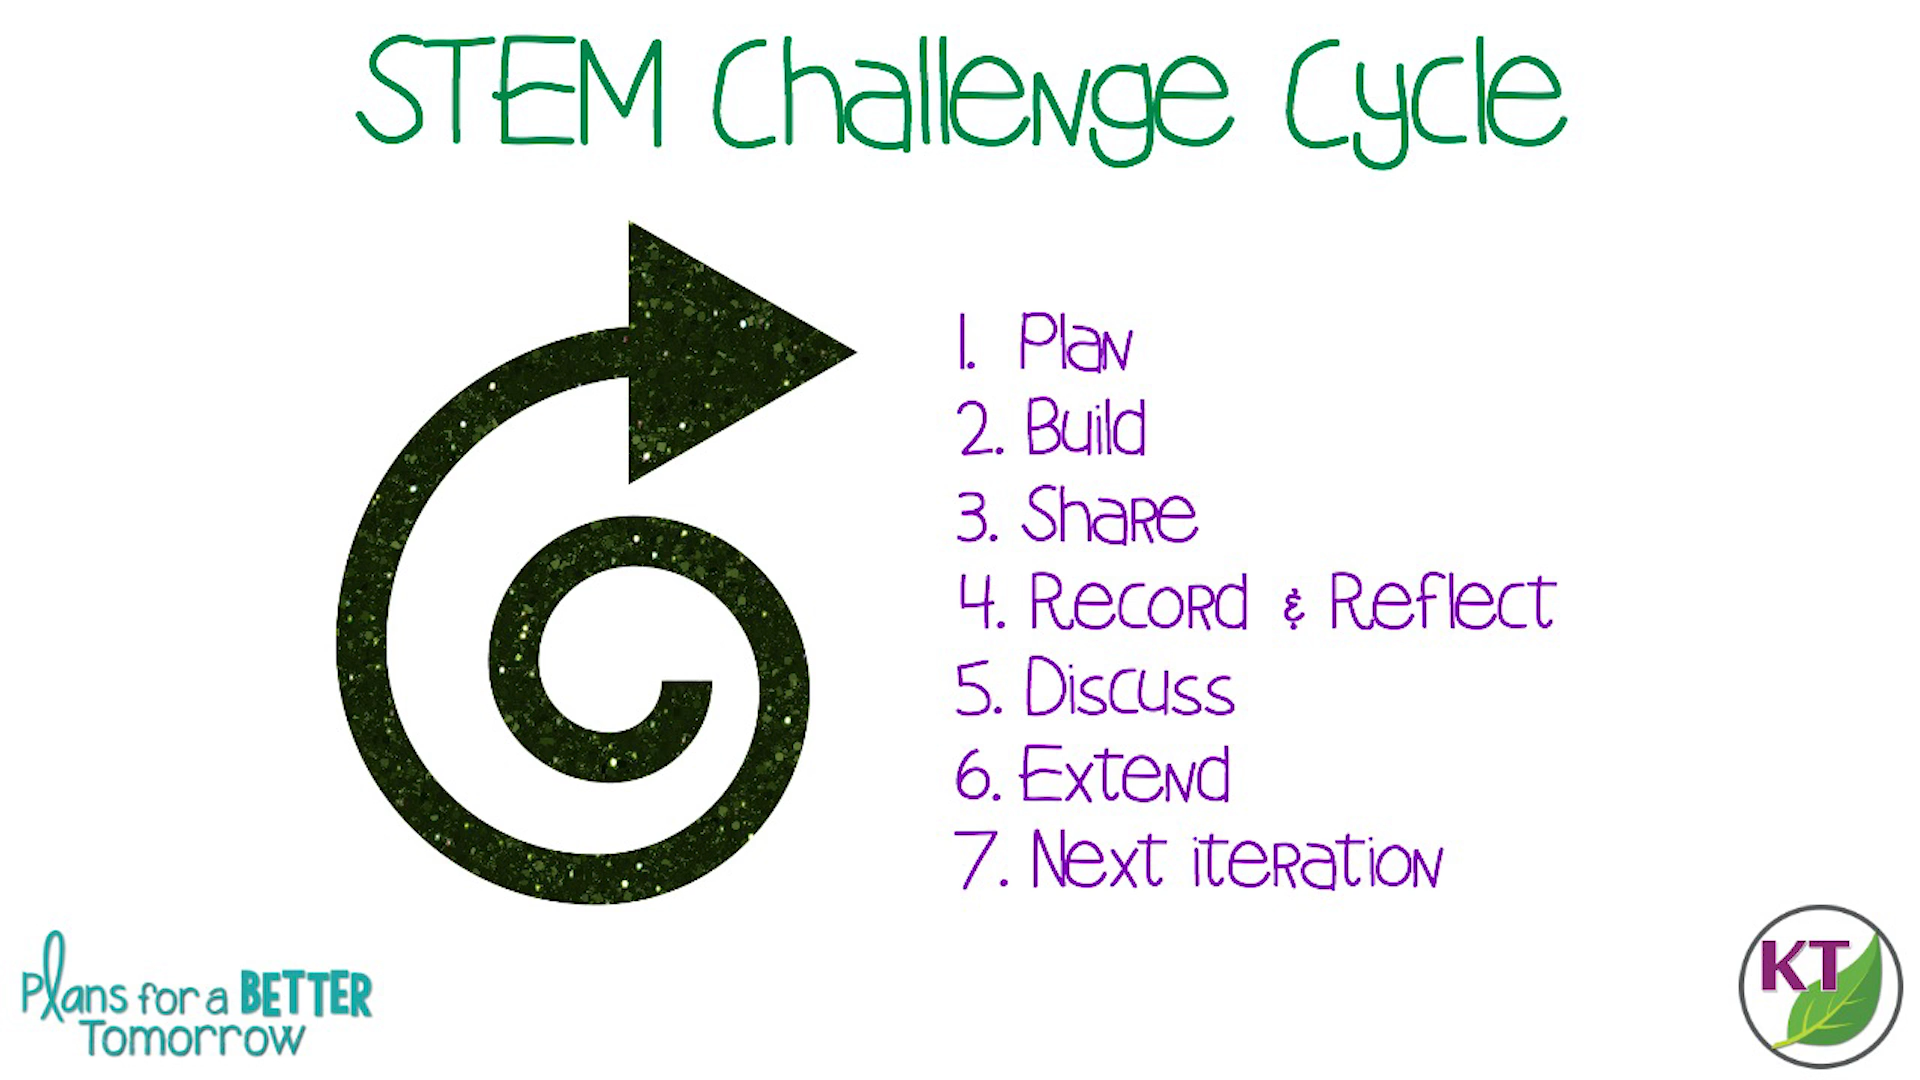 STEM Challenge Cycle
1. Plan
2. Build
3. Share
4. Record & Reflect
5. Discuss
6. Extend
7. Next iteration
Plans for a BETTER
Tomorrow
KT